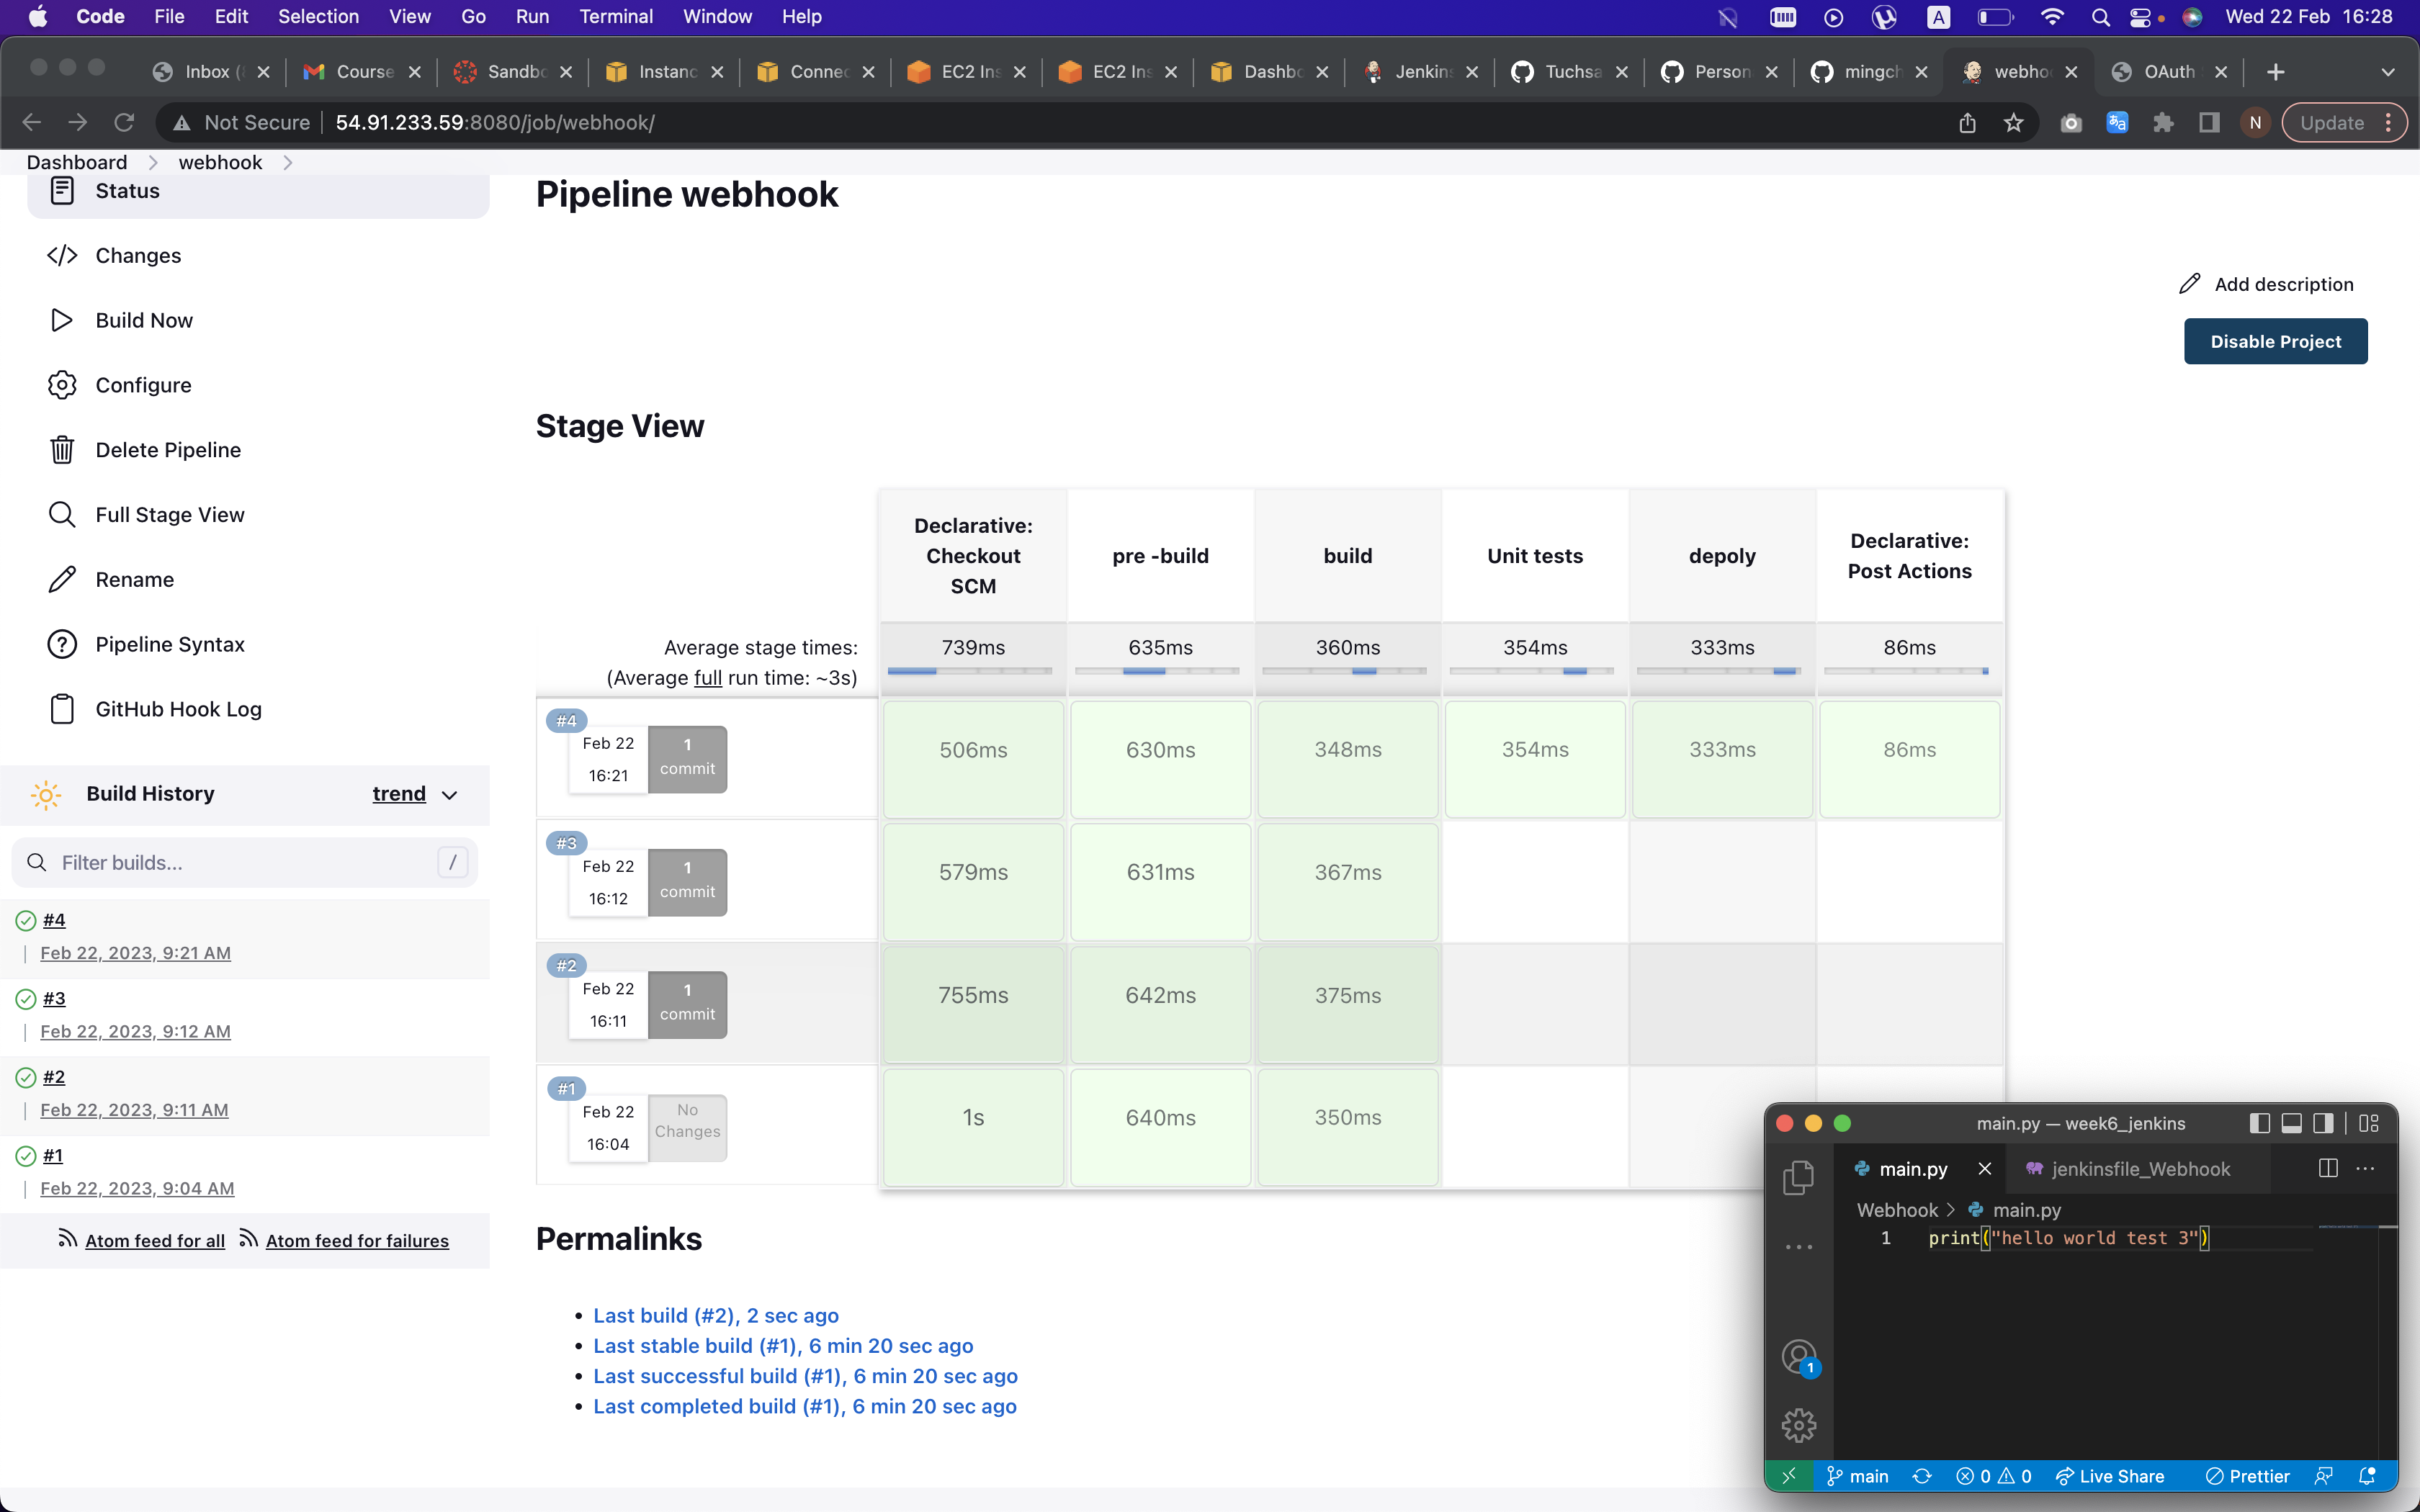 Code File Edit Selection View Go Run Terminal Window Help
A
Wed 22 Feb 16:28
Inbox (
Course
Sandbo
Instanc
Connec
EC2 Ins
EC2 Ins
Dashbo
Jenkins
Tuchsa
Person
mingch
webho
OAuth
Not Secure
54.91.233.59:8080/job/webhook/
N
Update
Dashboard
webhook
Status
Changes
Build Now
Configure
Delete Pipeline
Full Stage View
Rename
Pipeline Syntax
GitHub Hook Log
Build History
trend
Filter builds...
/
#4
Feb 22, 2023, 9:21 AM
#3
Feb 22, 2023, 9:12 AM
#2
Feb 22, 2023, 9:11 AM
#1
Feb 22, 2023, 9:04 AM
Atom feed for all Atom feed for failures
Pipeline webhook
Add description
Disable Project
Stage View
Declarative: Checkout SCM
pre -build
build
Unit tests
depoly
Declarative: Post Actions
Average stage times:
(Average full run time: ~3s)
739ms 635ms 360ms 354ms 333ms 86ms
#4
Feb 22
16:21
1
commit
506ms 630ms 348ms 354ms 333ms 86ms
#3
Feb 22
16:12
1
commit
579ms 631ms 367ms
#2
Feb 22
16:11
1
commit
755ms 642ms 375ms
#1
Feb 22
16:04
No
Changes
1s 640ms 350ms
Permalinks
Last build (#2), 2 sec ago
Last stable build (#1), 6 min 20 sec ago
Last successful build (#1), 6 min 20 sec ago
Last completed build (#1), 6 min 20 sec ago
main.py — week6_jenkins
main.py
jenkinsfile_Webhook
Webhook > main.py
1 print("hello world test 3")
1
main
0 0
Live Share
Prettier